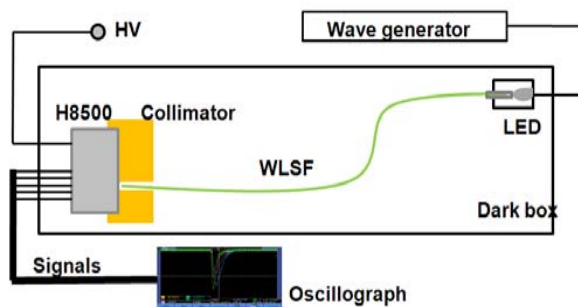 HV
Wave generator
H8500
Collimator
LED
WLSF
Dark box
Signals
Oscillograph